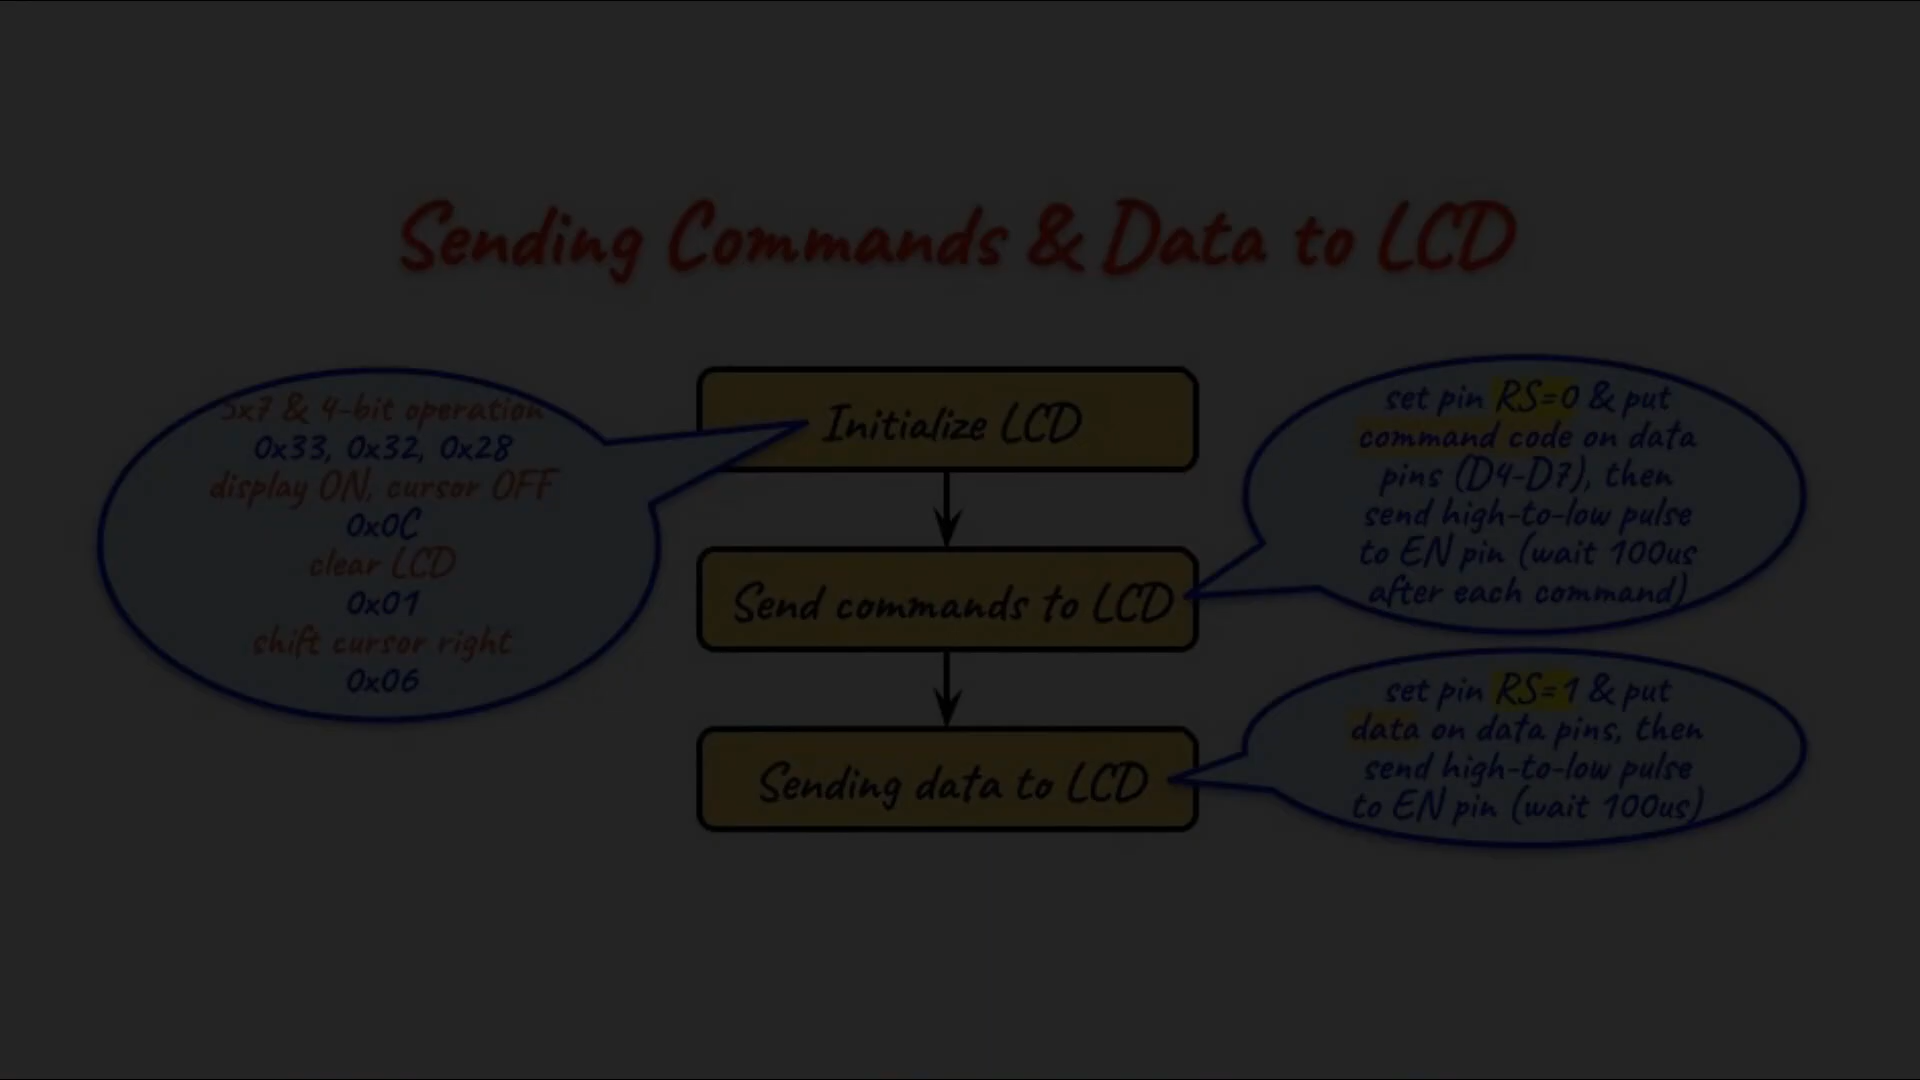 Sending Commands & Data to LCD
5x7 & 4-bit operation
0x33, 0x32, 0x28
display ON, cursor OFF
0x0C
clear LCD
0x01
shift cursor right
0x06
Initialize LCD
Send commands to LCD
Sending data to LCD
set pin RS=0 & put
command code on data
pins (D4-D7), then
send high-to-low pulse
to EN pin (wait 100us
after each command)
set pin RS=1 & put
data on data pins, then
send high-to-low pulse
to EN pin (wait 100us)